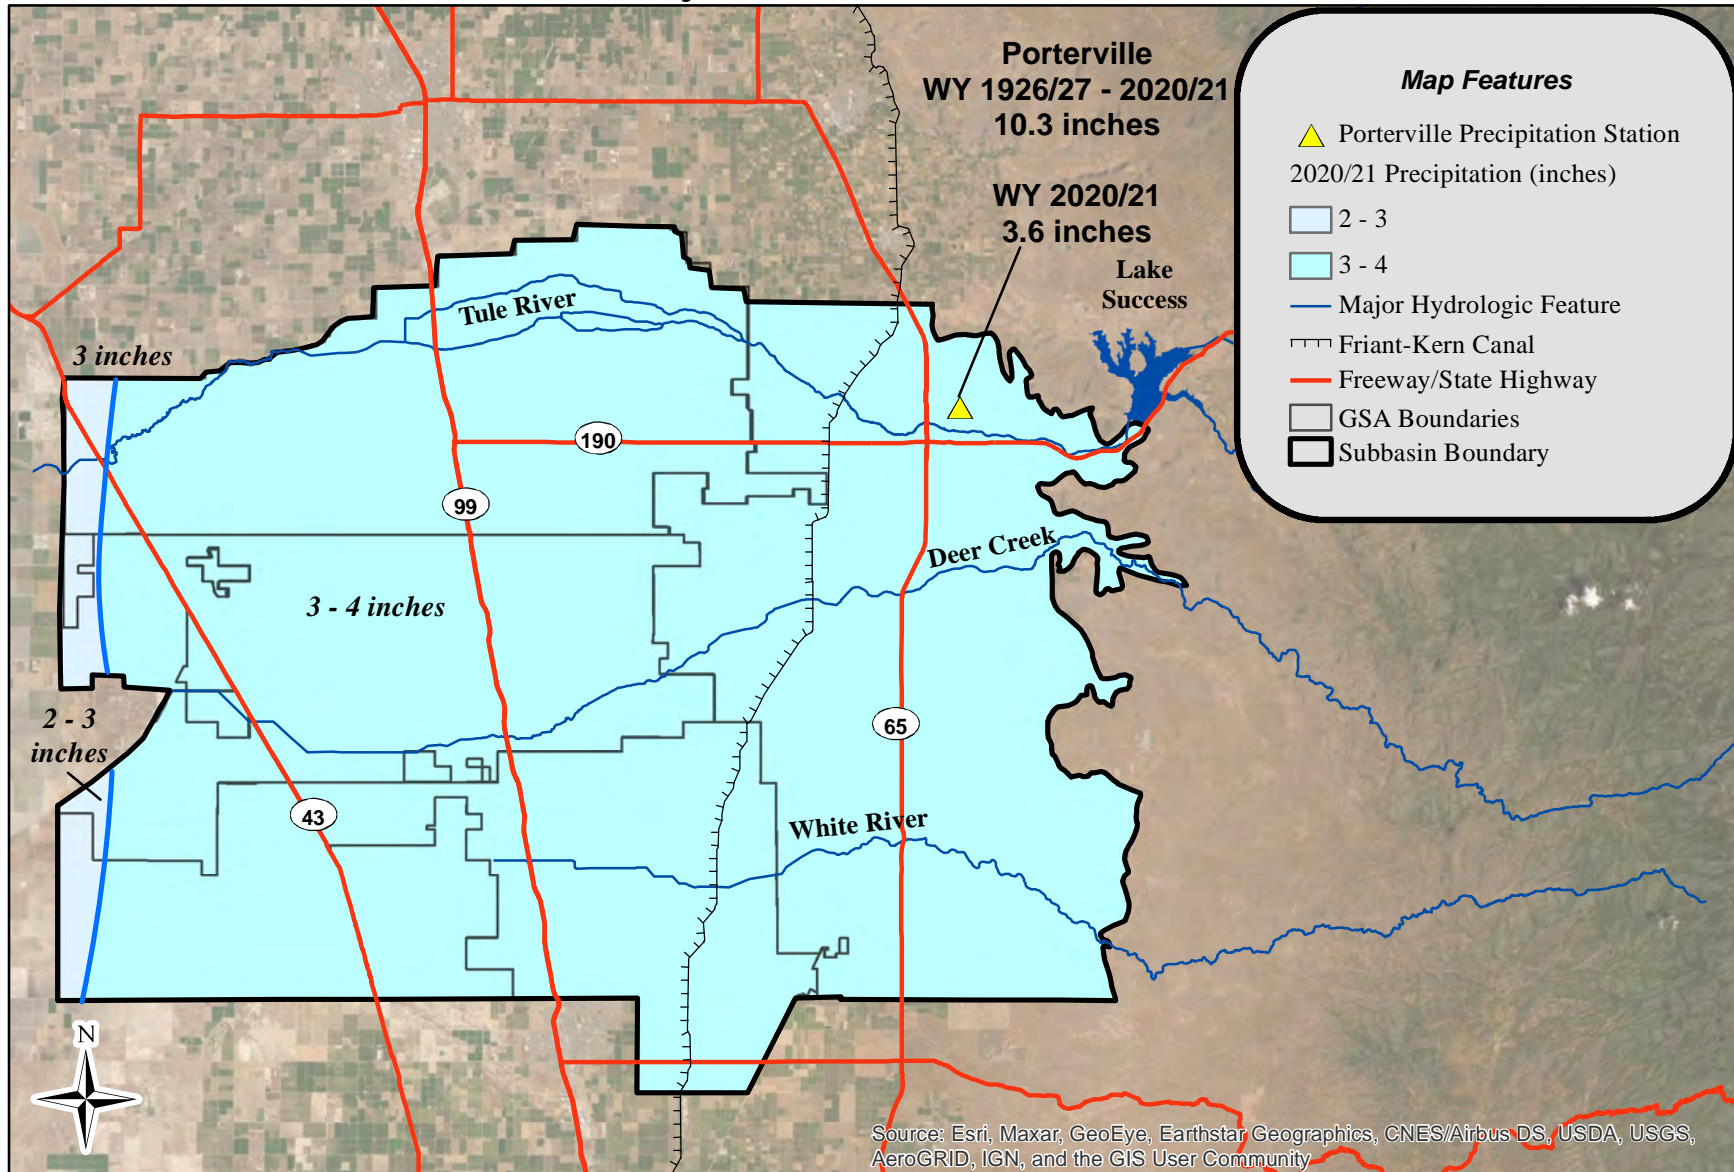 Porterville
WY 1926/27 - 2020/21
10.3 inches
WY 2020/21
3.6 inches
Lake
Success
Map Features
Porterville Precipitation Station
2020/21 Precipitation (inches)
2 - 3
3 - 4
Major Hydrologic Feature
Friant-Kern Canal
Freeway/State Highway
GSA Boundaries
Subbasin Boundary
Tule River
3 inches
190
99
Deer Creek
3 - 4 inches
2 - 3
inches
65
43
White River
N
Source: Esri, Maxar, GeoEye, Earthstar Geographics, CNES/Airbus DS, USDA, USGS,
AeroGRID, IGN, and the GIS User Community